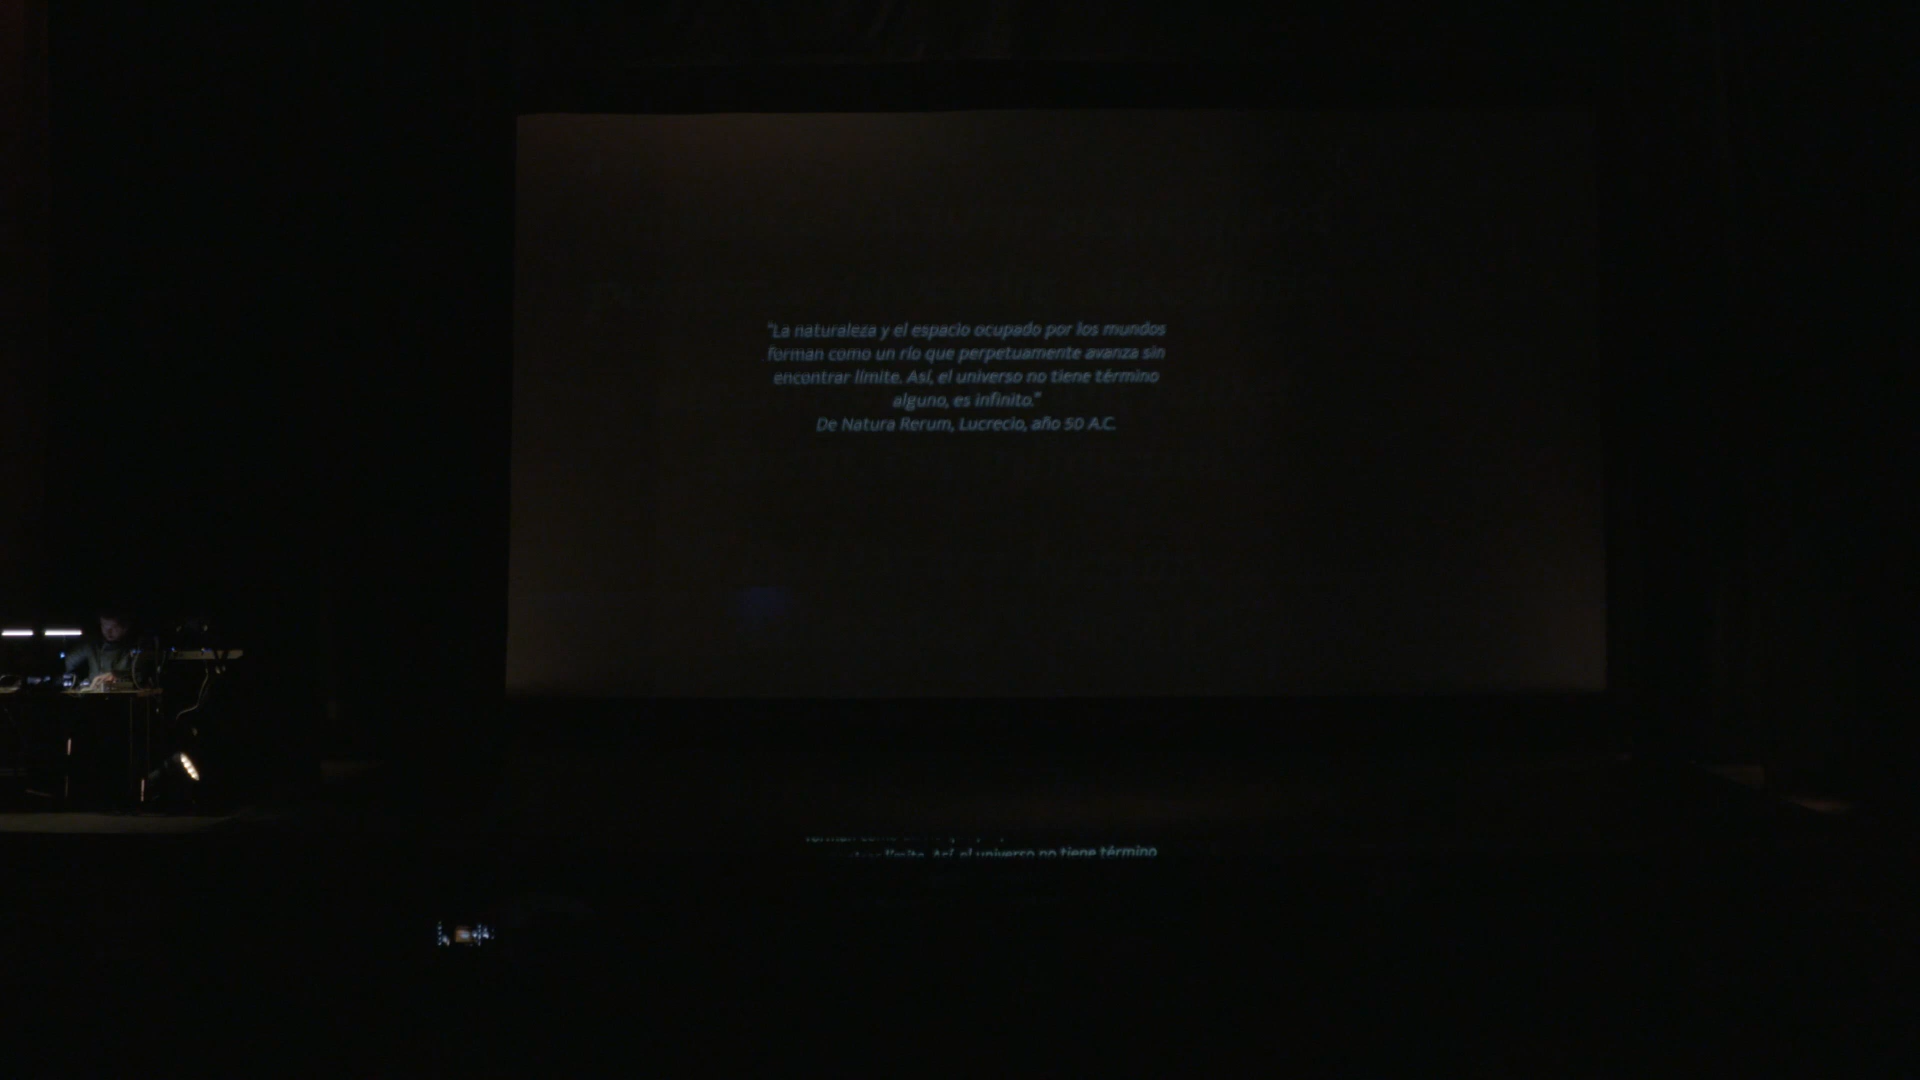 "La naturaleza y el espacio ocupado por los mundos
forman como un río que perpetuamente avanza sin
encontrar límite. Así, el universo no tiene término
alguno, es infinito."
De Natura Rerum, Lucrecio, año 50 A.C.
límite. Así, el universo no tiene término